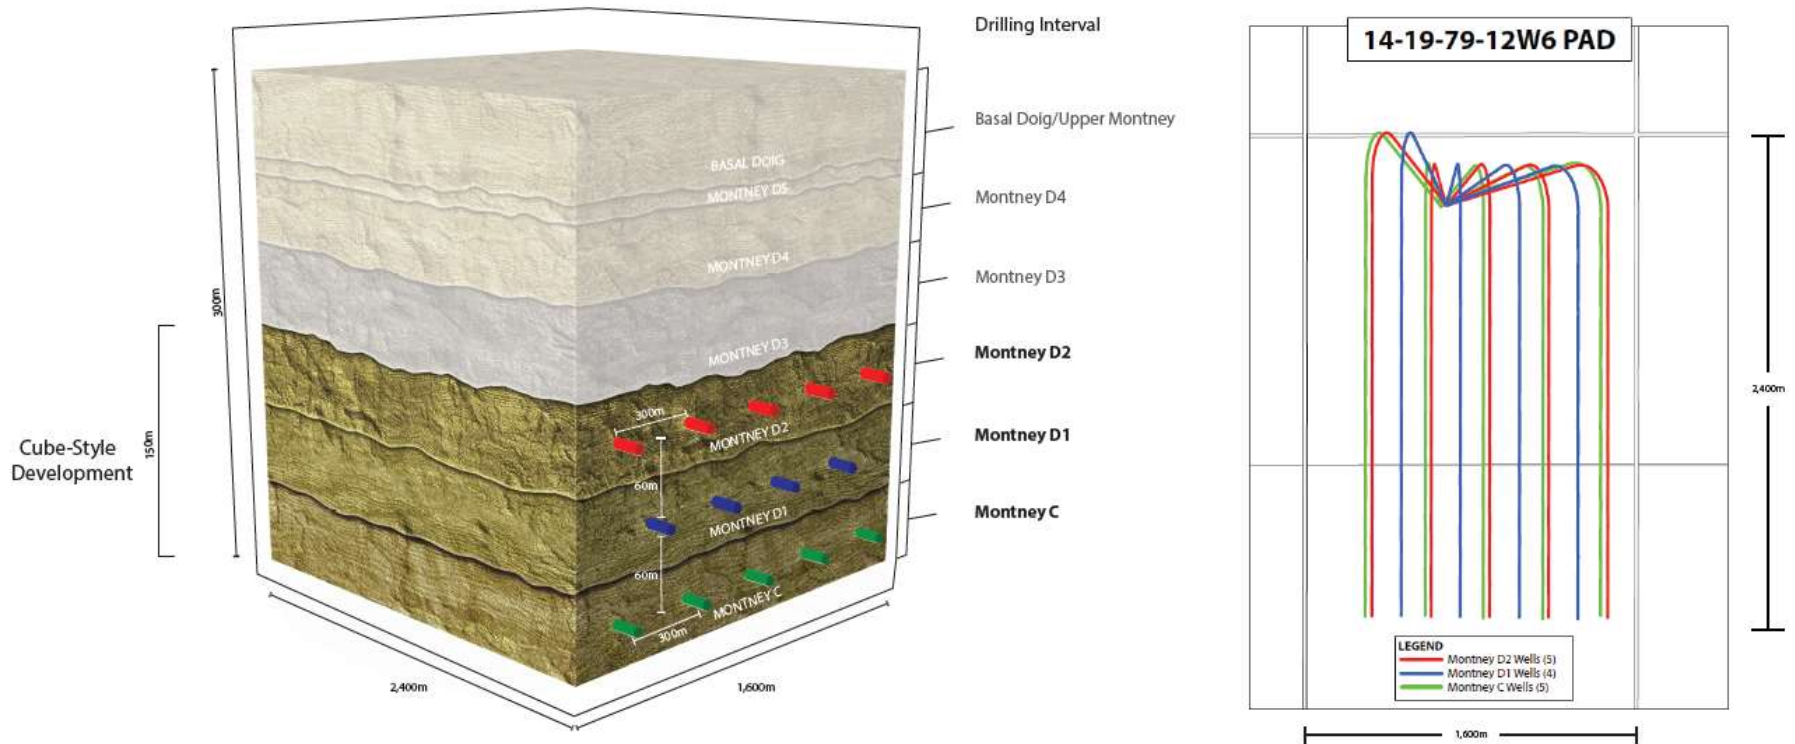 Drilling Interval
Basal Doig/Upper Montney
Montney D4
Montney D3
Montney D2
Montney D1
Montney C
BASAL DOIG
MONTNEY D5
MONTNEY D4
MONTNEY D3
300m
MONTNEY D2
60m
MONTNEY D1
60m
MONTNEY C
300m
300m
150m
Cube-Style
Development
2,400m
1,600m
14-19-79-12W6 PAD
2,400m
LEGEND
Montney D2 Wells (5)
Montney D1 Wells (4)
Montney C Wells (5)
1,600m